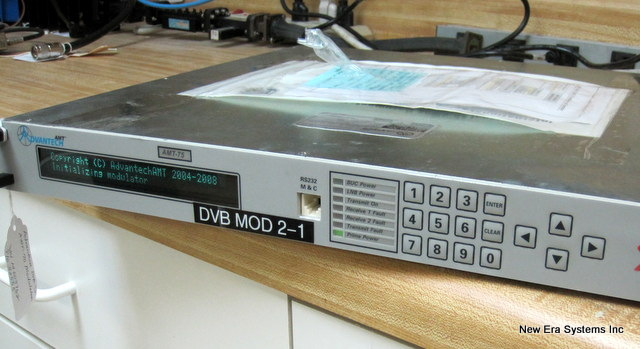 ADVANTECH AMT
AMT-75
Copyright (C) AdvantechAMT 2004-2008
Initializing modulator
DVB MOD 2-1
RS232
M & C
BUC Power
LNB Power
Transmit On
Receive 1 Fault
Receive 2 Fault
Transmit Fault
Prime Power
1 2 3 ENTER
4 5 6 CLEAR
7 8 9 0
New Era Systems Inc